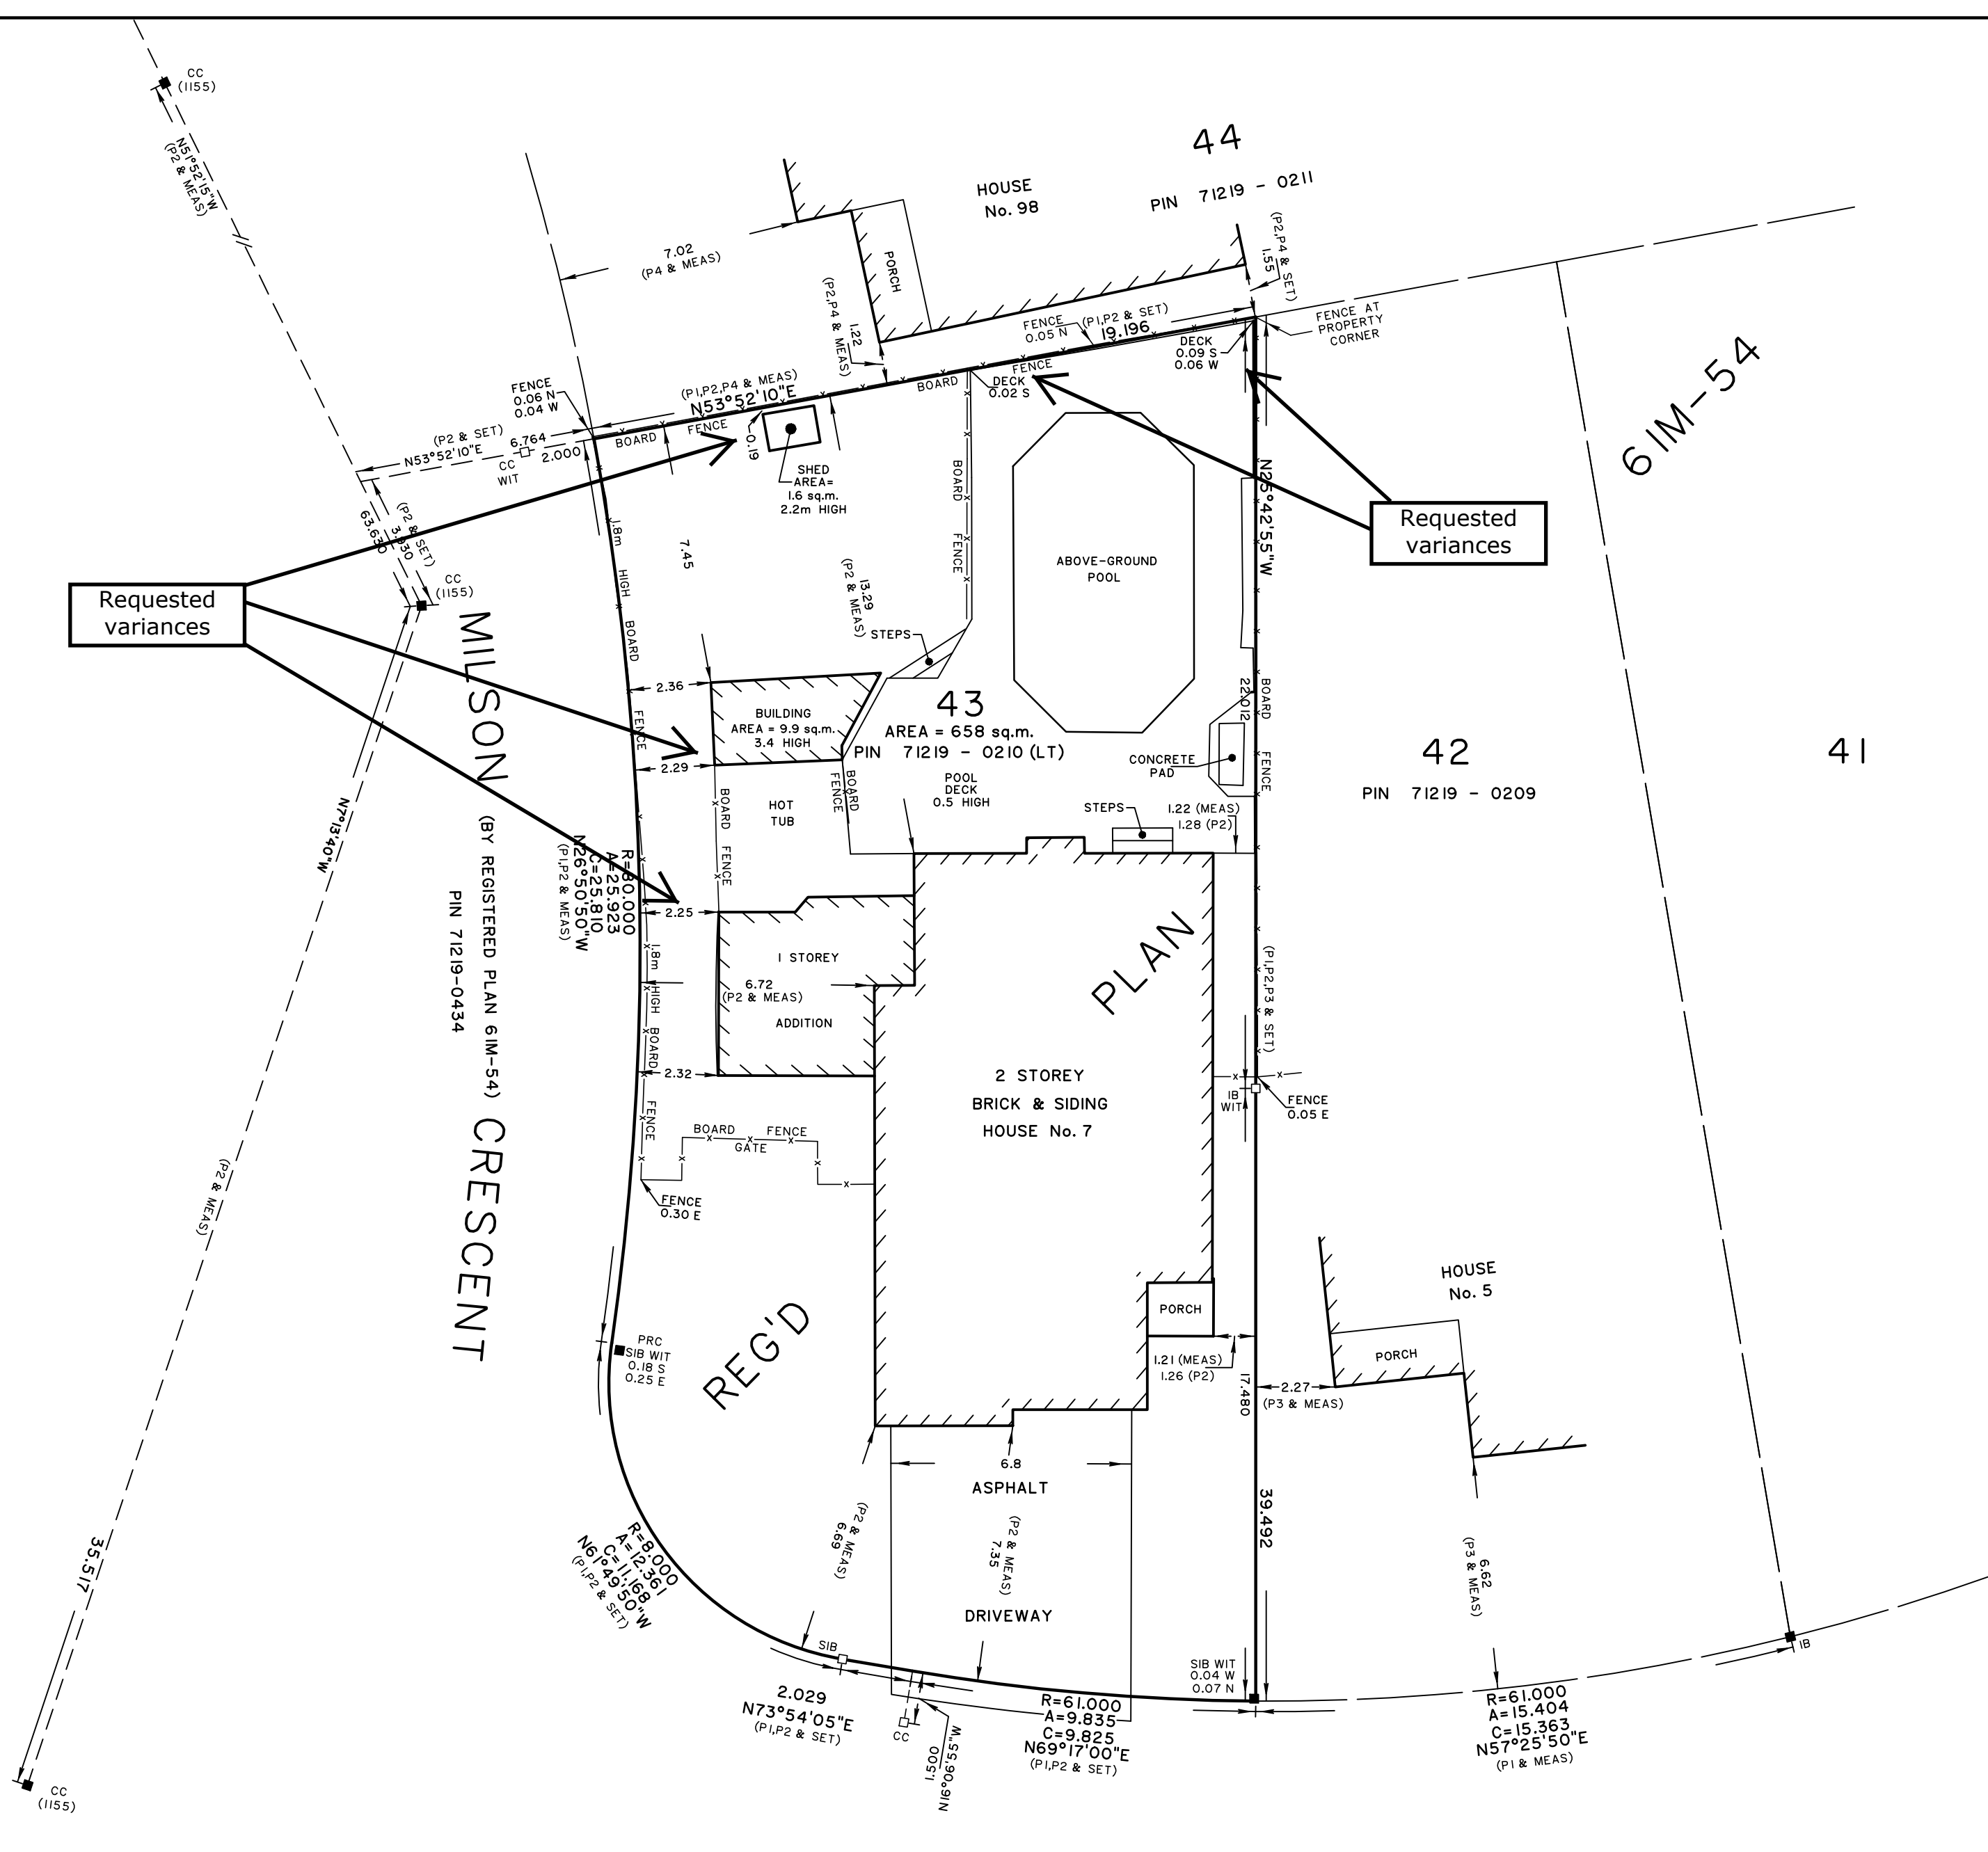 CC
(1155)
N51°52'15"W
(P2 & MEAS)
44
PIN 71219 - 0211
HOUSE
No. 98
7.02
(P4 & MEAS)
PORCH
(P2,P4 & SET)
1.55
(P2,P4 & MEAS)
1.22
FENCE
0.05 N
(P1,P2 & SET)
19.196
DECK
0.09 S
0.06 W
FENCE AT
PROPERTY
CORNER
61M-54
FENCE
0.06 N
0.04 W
(P1,P2,P4 & MEAS)
N53°52'10"E
BOARD
FENCE
BOARD
FENCE
DECK
0.02 S
(P2 & SET)
N53°52'10"E
6.764
CC
WIT
2.000
0.19
SHED
AREA=
1.6 sq.m.
2.2m HIGH
(P2 & SET)
3.930
63.630
CC
(1155)
Requested
variances
Requested
variances
1.8m
HIGH
BOARD
FENCE
7.45
13.29
(P2 & MEAS)
BOARD
FENCE
STEPS
ABOVE-GROUND
POOL
N25°42'55"W
22.012
BOARD
FENCE
2.36
BUILDING
AREA = 9.9 sq.m.
3.4 HIGH
2.29
43
AREA = 658 sq.m.
PIN 71219 - 0210 (LT)
CONCRETE
PAD
42
PIN 71219 - 0209
41
HOT
TUB
BOARD
FENCE
BOARD
FENCE
POOL
DECK
0.5 HIGH
STEPS
1.22 (MEAS)
1.28 (P2)
MILSON
CRESCENT
(BY REGISTERED PLAN 61M-54)
PIN 71219-0434
N7°13'40"W
(P2 & MEAS)
35.517
CC
(1155)
R=80.000
A=25.923
C=25.810
N26°50'50"W
(P1,P2 & MEAS)
2.25
1.8m
HIGH
BOARD
FENCE
1 STOREY
6.72
(P2 & MEAS)
ADDITION
2.32
PLAN
(P1,P2,P3 & SET)
2 STOREY
BRICK & SIDING
HOUSE No. 7
IB
WIT
FENCE
0.05 E
BOARD
FENCE
GATE
FENCE
0.30 E
HOUSE
No. 5
PORCH
PORCH
PRC
SIB WIT
0.18 S
0.25 E
REG'D
1.21 (MEAS)
1.26 (P2)
17.480
2.27
(P3 & MEAS)
6.8
ASPHALT
(P2 & MEAS)
7.35
DRIVEWAY
(P2 & MEAS)
6.69
39.492
6.62
(P3 & MEAS)
R=8.000
A=12.361
C=11.168
N61°49'50"W
(P1,P2 & SET)
SIB
2.029
N73°54'05"E
(P1,P2 & SET)
CC
1.500
N16°06'55"W
SIB WIT
0.04 W
0.07 N
R=61.000
A=9.835
C=9.825
N69°17'00"E
(P1,P2 & SET)
R=61.000
A=15.404
C=15.363
N57°25'50"E
(P1 & MEAS)
IB